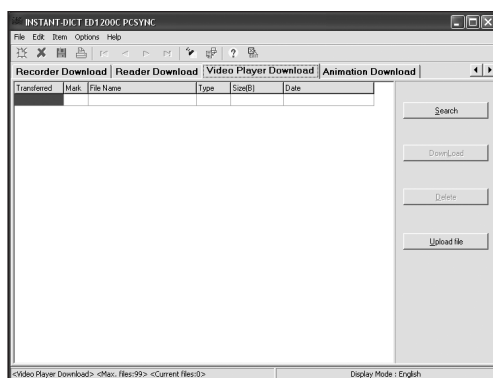 INSTANT-DICT ED1200C PCSYNC
File Edit Item Options Help
Recorder Download Reader Download Video Player Download Animation Download
Transferred Mark File Name Type Size(B) Date
Search
DownLoad
Delete
Upload file
<Video Player Download> <Max. files:99> <Current files:0> Display Mode : English